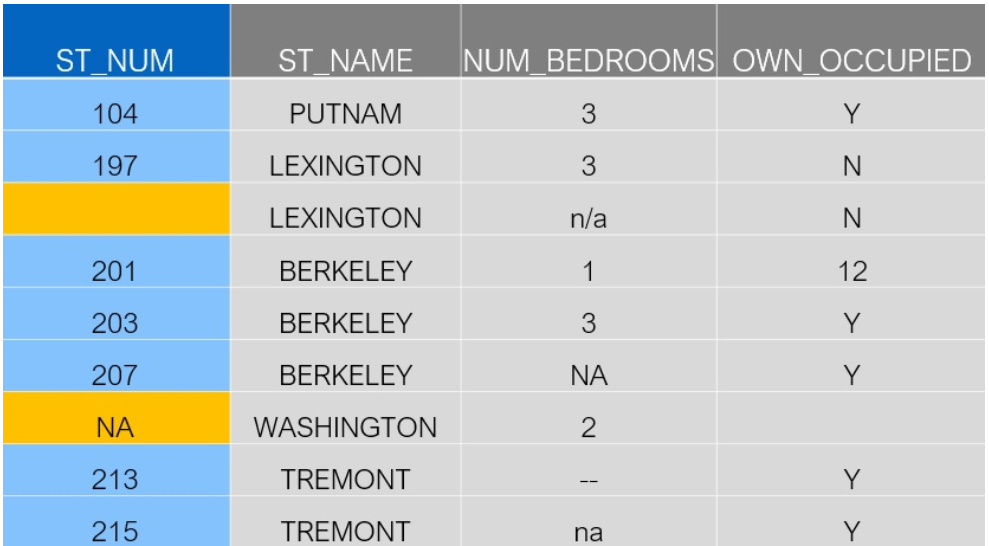 ST_NUM ST_NAME NUM_BEDROOMS OWN_OCCUPIED
104 PUTNAM 3 Y
197 LEXINGTON 3 N
LEXINGTON n/a N
201 BERKELEY 1 12
203 BERKELEY 3 Y
207 BERKELEY NA Y
NA WASHINGTON 2
213 TREMONT -- Y
215 TREMONT na Y